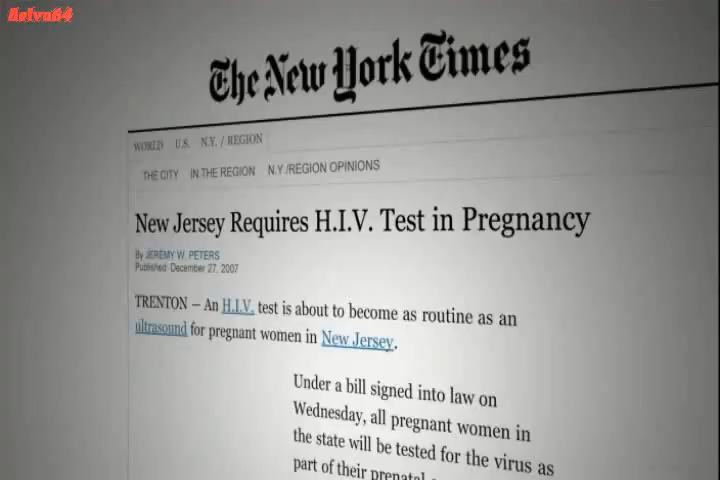 The New York Times
WORLD U.S. N.Y. / REGION
THE CITY IN THE REGION N.Y./REGION OPINIONS
New Jersey Requires H.I.V. Test in Pregnancy
By JEREMY W. PETERS
Published: December 27, 2007
TRENTON — An H.I.V. test is about to become as routine as an
ultrasound for pregnant women in New Jersey.
Under a bill signed into law on
Wednesday, all pregnant women in
the state will be tested for the virus as
part of their prenatal